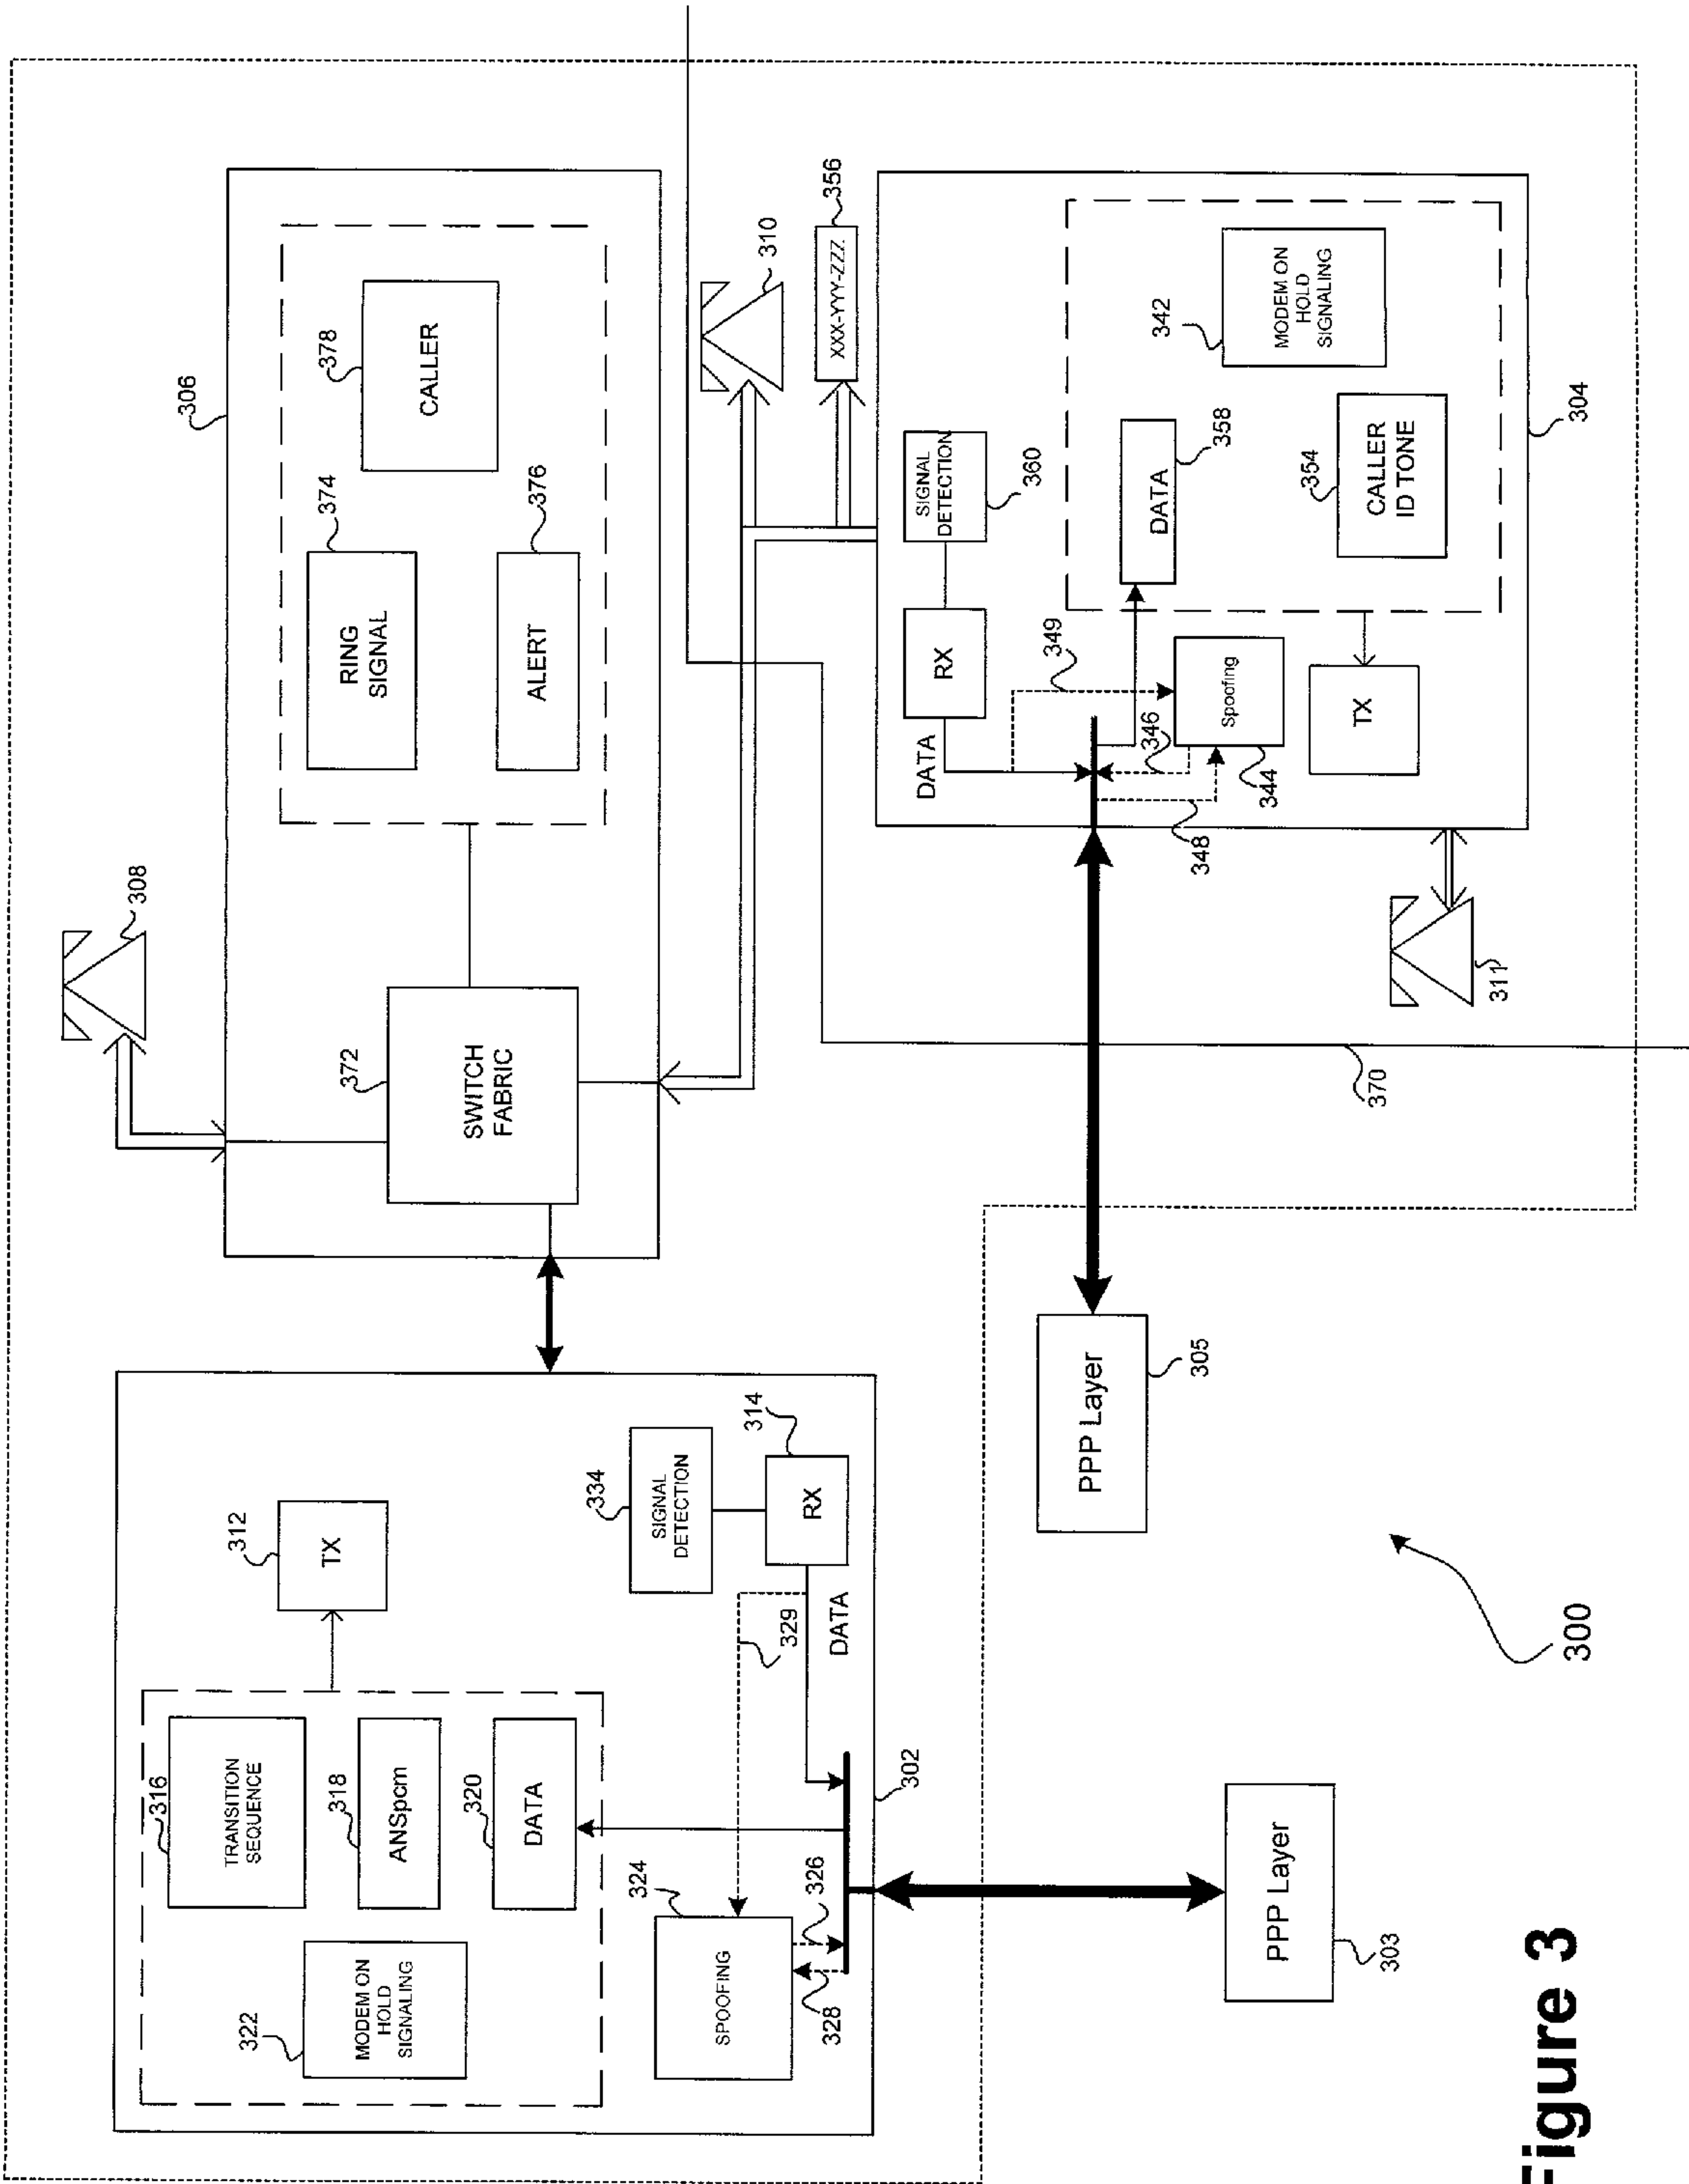 306
374
RING
SIGNAL
378
CALLER
376
ALERT
308
372
SWITCH
FABRIC
310
356
XXX-YYY-ZZZ
316
TRANSITION
SEQUENCE
312
TX
322
MODEM ON
HOLD
SIGNALING
318
ANSpcm
320
DATA
334
SIGNAL
DETECTION
314
RX
324
SPOOFING
329
DATA
326
328
302
SIGNAL
DETECTION
360
RX
DATA
349
DATA
358
342
MODEM ON
HOLD
SIGNALING
346
Spoofing
344
348
354
CALLER
ID TONE
TX
304
311
370
PPP Layer
305
PPP Layer
303
300
Figure 3